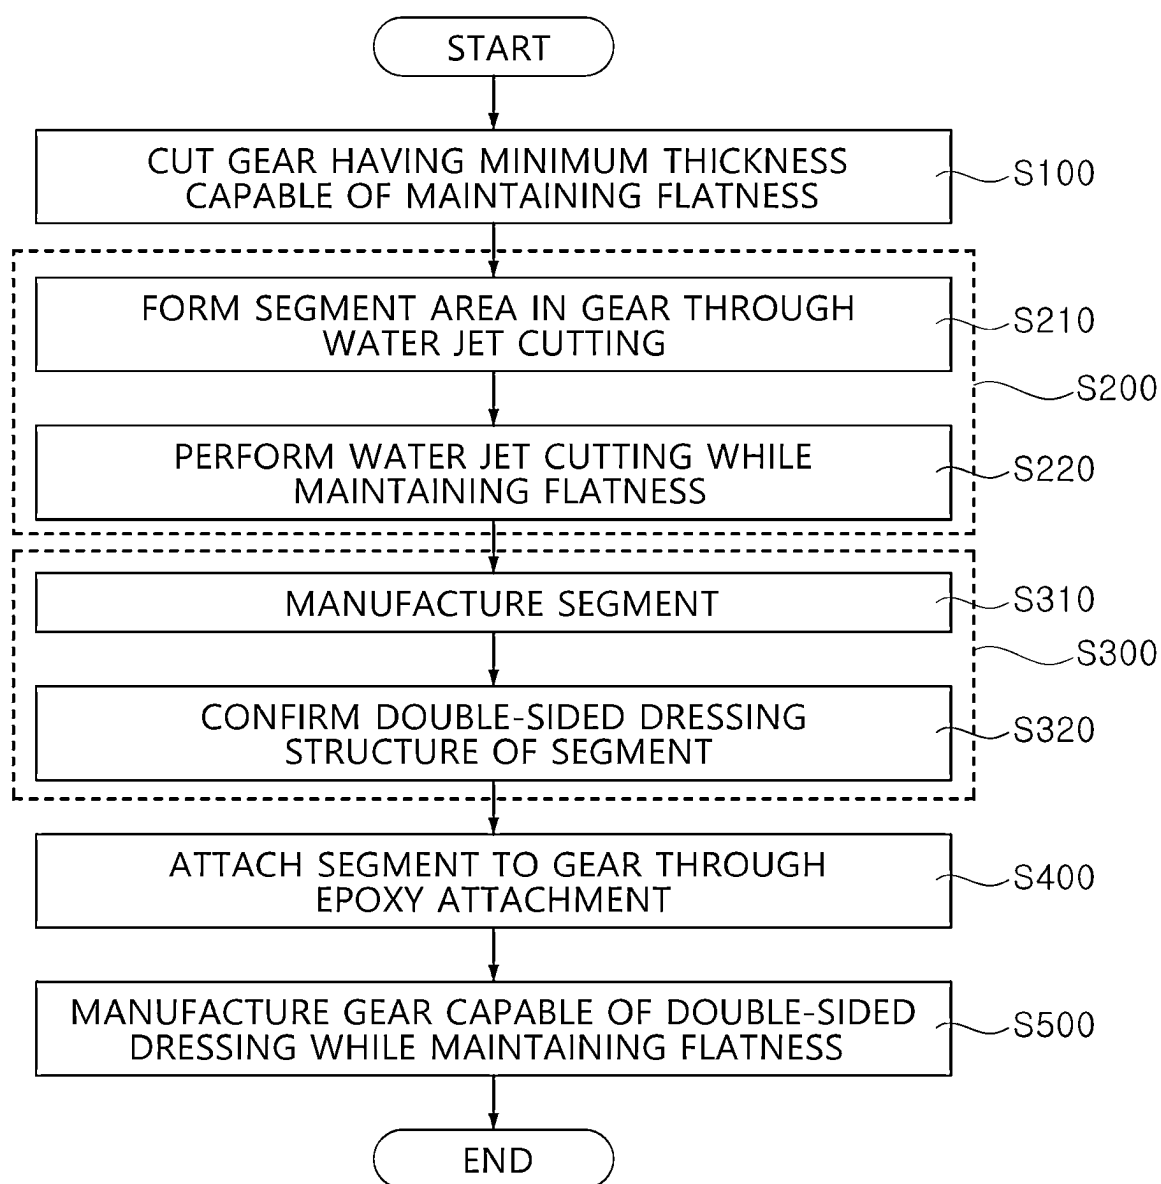 START
CUT GEAR HAVING MINIMUM THICKNESS
CAPABLE OF MAINTAINING FLATNESS
S100
FORM SEGMENT AREA IN GEAR THROUGH
WATER JET CUTTING
S210
S200
PERFORM WATER JET CUTTING WHILE
MAINTAINING FLATNESS
S220
MANUFACTURE SEGMENT
S310
S300
CONFIRM DOUBLE-SIDED DRESSING
STRUCTURE OF SEGMENT
S320
ATTACH SEGMENT TO GEAR THROUGH
EPOXY ATTACHMENT
S400
MANUFACTURE GEAR CAPABLE OF DOUBLE-SIDED
DRESSING WHILE MAINTAINING FLATNESS
S500
END